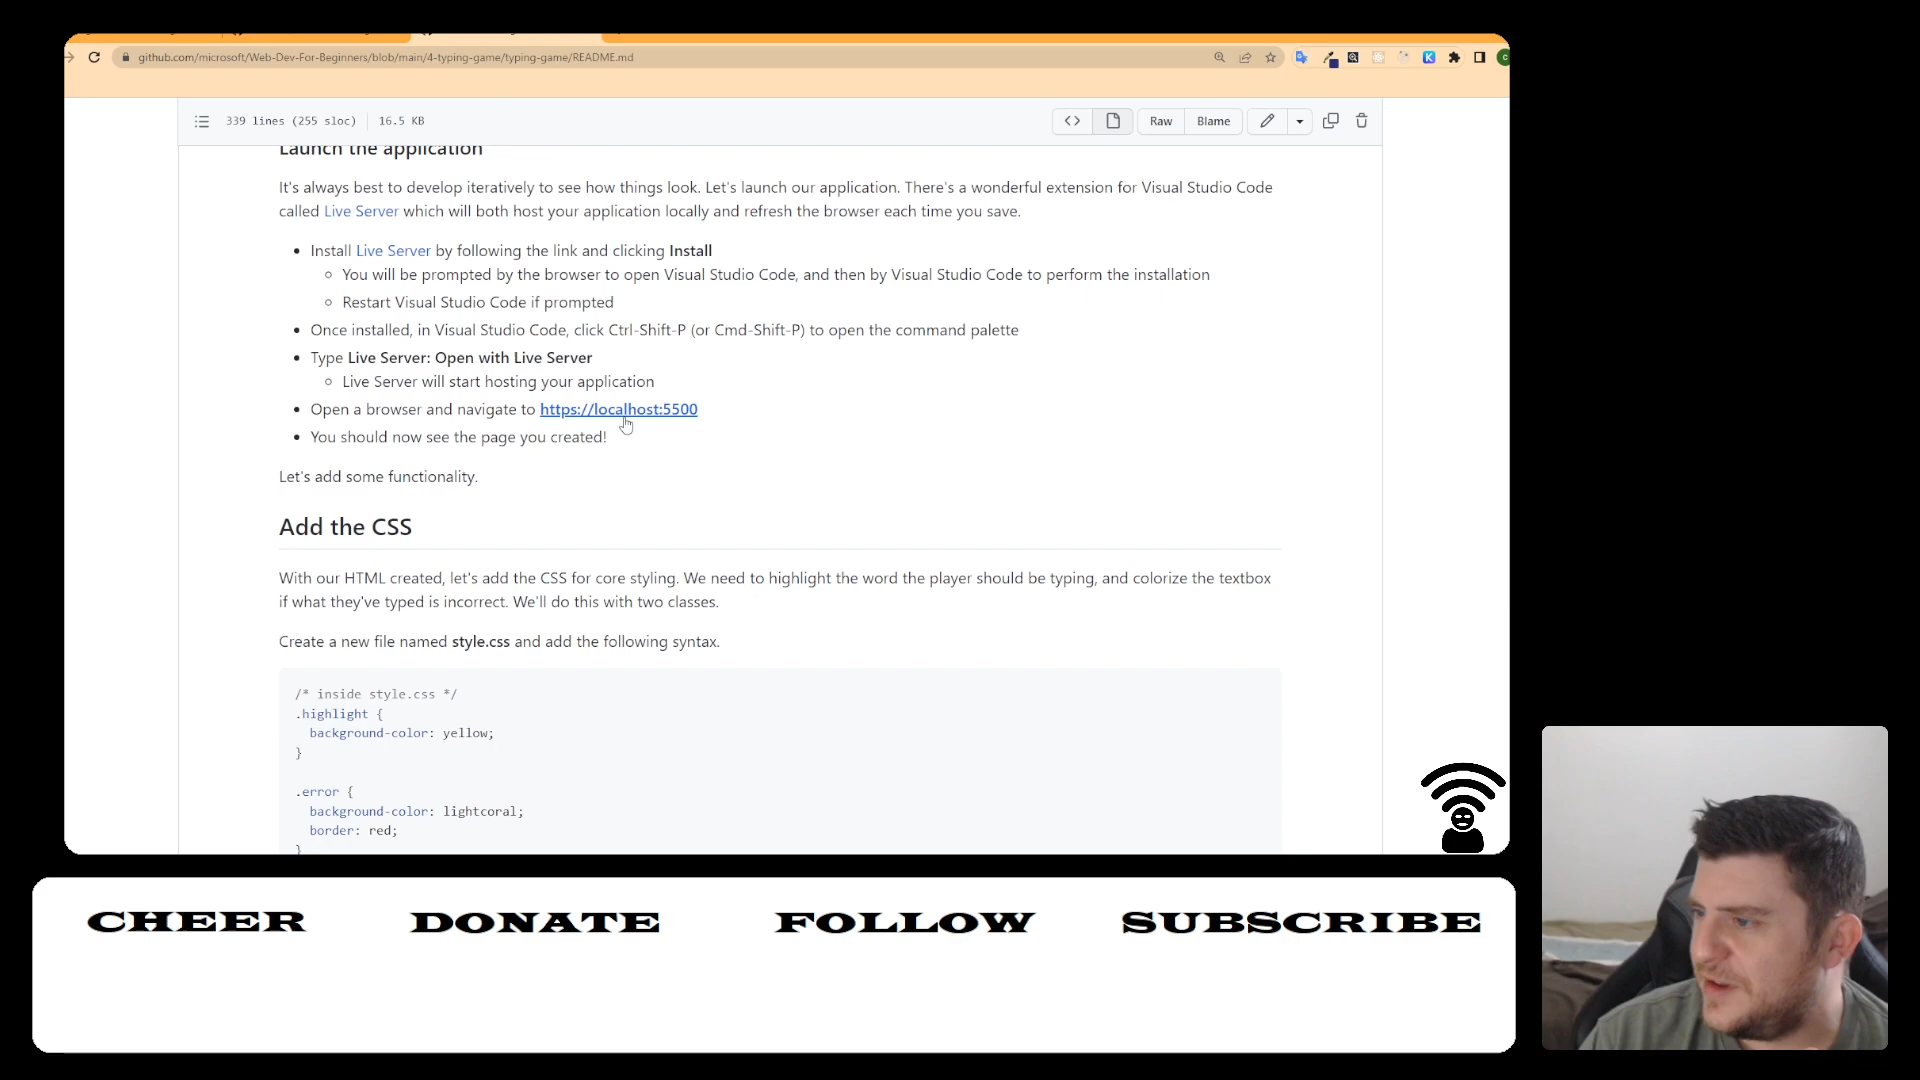 github.com/microsoft/Web-Dev-For-Beginners/blob/main/4-typing-game/typing-game/README.md
339 lines (255 sloc) 16.5 KB
Raw Blame
Launch the application
It's always best to develop iteratively to see how things look. Let's launch our application. There's a wonderful extension for Visual Studio Code
called Live Server which will both host your application locally and refresh the browser each time you save.
• Install Live Server by following the link and clicking Install
◦ You will be prompted by the browser to open Visual Studio Code, and then by Visual Studio Code to perform the installation
◦ Restart Visual Studio Code if prompted
• Once installed, in Visual Studio Code, click Ctrl-Shift-P (or Cmd-Shift-P) to open the command palette
• Type Live Server: Open with Live Server
◦ Live Server will start hosting your application
• Open a browser and navigate to https://localhost:5500
• You should now see the page you created!
Let's add some functionality.
Add the CSS
With our HTML created, let's add the CSS for core styling. We need to highlight the word the player should be typing, and colorize the textbox
if what they've typed is incorrect. We'll do this with two classes.
Create a new file named style.css and add the following syntax.
/* inside style.css */
.highlight {
background-color: yellow;
}
.error {
background-color: lightcoral;
border: red;
}
CHEER DONATE FOLLOW SUBSCRIBE